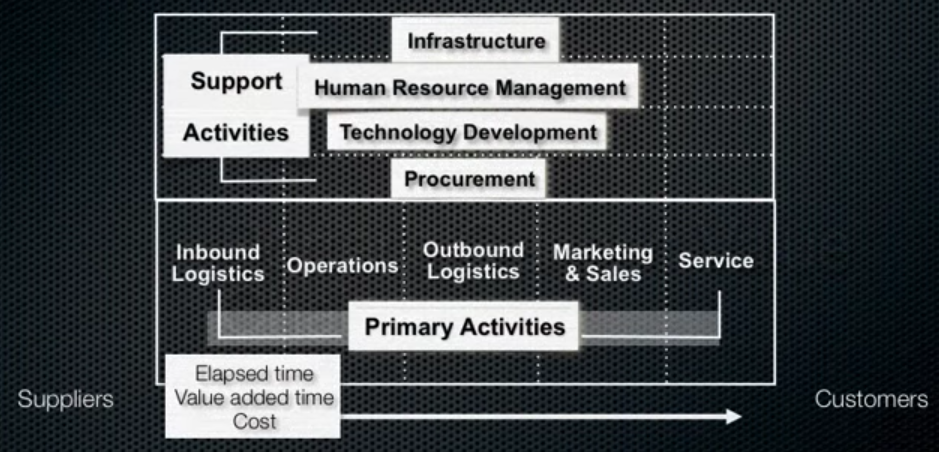 Infrastructure
Support
Human Resource Management
Activities
Technology Development
Procurement
Inbound
Logistics
Operations
Outbound
Logistics
Marketing
& Sales
Service
Primary Activities
Elapsed time
Value added time
Cost
Suppliers
Customers